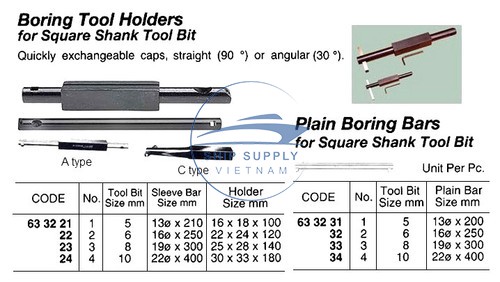 Boring Tool Holders
for Square Shank Tool Bit
Quickly exchangeable caps, straight (90 °) or angular (30 °).
A type
C type
SHIP SUPPLY
VIETNAM
CODE No. Tool Bit Size mm Sleeve Bar Size mm Holder Size mm
63 32 21 1 5 13ø x 210 16 x 18 x 100
22 2 6 16ø x 250 22 x 24 x 120
23 3 8 19ø x 300 25 x 28 x 140
24 4 10 22ø x 400 30 x 33 x 180
Plain Boring Bars
for Square Shank Tool Bit
Unit Per Pc.
CODE No. Tool Bit Size mm Plain Bar Size mm
63 32 31 1 5 13ø x 200
32 2 6 16ø x 250
33 3 8 19ø x 300
34 4 10 22ø x 400